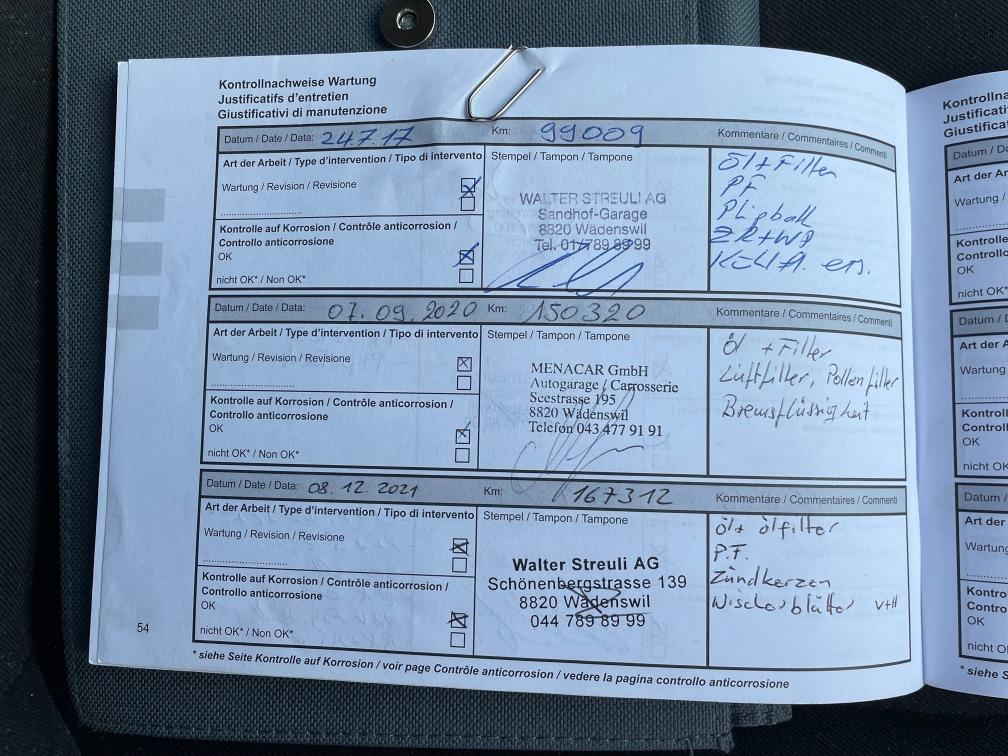 Kontrollnachweise Wartung
Justificatifs d'entretien
Giustificativi di manutenzione
Datum / Date / Data: 24.7.17 Km: 99009 Kommentare / Commentaires / Commenti
Art der Arbeit / Type d'intervention / Tipo di intervento
Stempel / Tampon / Tampone
Öl + Filter
PF
Wartung / Revision / Revisione
WALTER STREULI AG
Sandhof-Garage
8820 Wädenswil
Tel. 01/789 89 99
ZR + WP
Kühlfl. ers.
Kontrolle auf Korrosion / Contrôle anticorrosion /
Controllo anticorrosione
OK
nicht OK* / Non OK*
Datum / Date / Data: 07.09.2020 Km: 150320 Kommentare / Commentaires / Commenti
Art der Arbeit / Type d'intervention / Tipo di intervento
Stempel / Tampon / Tampone
Öl + Filter
Luftfilter, Pollenfilter
Bremsflüssigkeit
Wartung / Revision / Revisione
MENACAR GmbH
Autogarage / Carrosserie
Seestrasse 195
8820 Wädenswil
Telefon 043 477 91 91
Kontrolle auf Korrosion / Contrôle anticorrosion /
Controllo anticorrosione
OK
nicht OK* / Non OK*
Datum / Date / Data: 08.12.2021 Km: 167312 Kommentare / Commentaires / Commenti
Art der Arbeit / Type d'intervention / Tipo di intervento
Stempel / Tampon / Tampone
Öl + Ölfilter
P.F.
Zündkerzen
Wischerblätter V+H
Wartung / Revision / Revisione
Walter Streuli AG
Schönenbergstrasse 139
8820 Wädenswil
044 789 89 99
Kontrolle auf Korrosion / Contrôle anticorrosion /
Controllo anticorrosione
OK
nicht OK* / Non OK*
54
* siehe Seite Kontrolle auf Korrosion / voir page Contrôle anticorrosion / vedere la pagina controllo anticorrosione